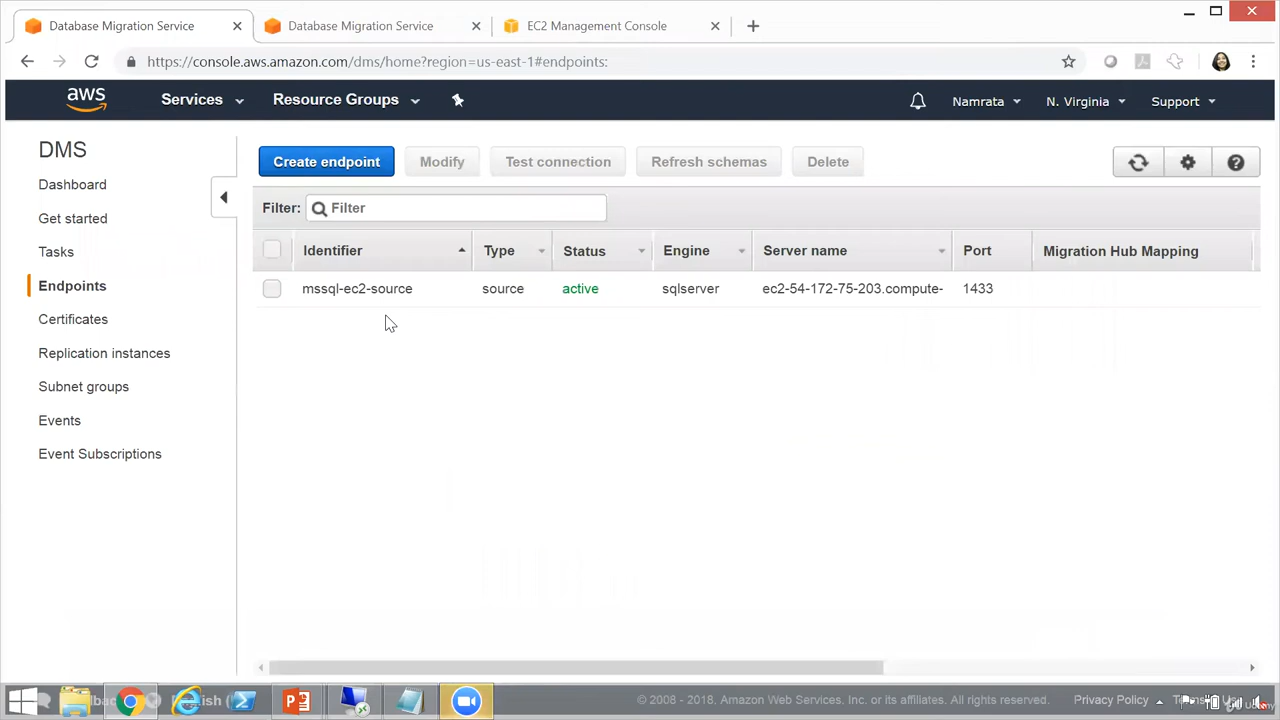 Database Migration Service
Database Migration Service
EC2 Management Console
https://console.aws.amazon.com/dms/home?region=us-east-1#endpoints:
aws
Services
Resource Groups
Namrata
N. Virginia
Support
DMS
Dashboard
Get started
Tasks
Endpoints
Certificates
Replication instances
Subnet groups
Events
Event Subscriptions
Create endpoint
Modify
Test connection
Refresh schemas
Delete
Filter: Filter
Identifier Type Status Engine Server name Port Migration Hub Mapping
mssql-ec2-source source active sqlserver ec2-54-172-75-203.compute- 1433
© 2008 - 2018, Amazon Web Services, Inc. or its affiliates. All rights reserved.
Privacy Policy